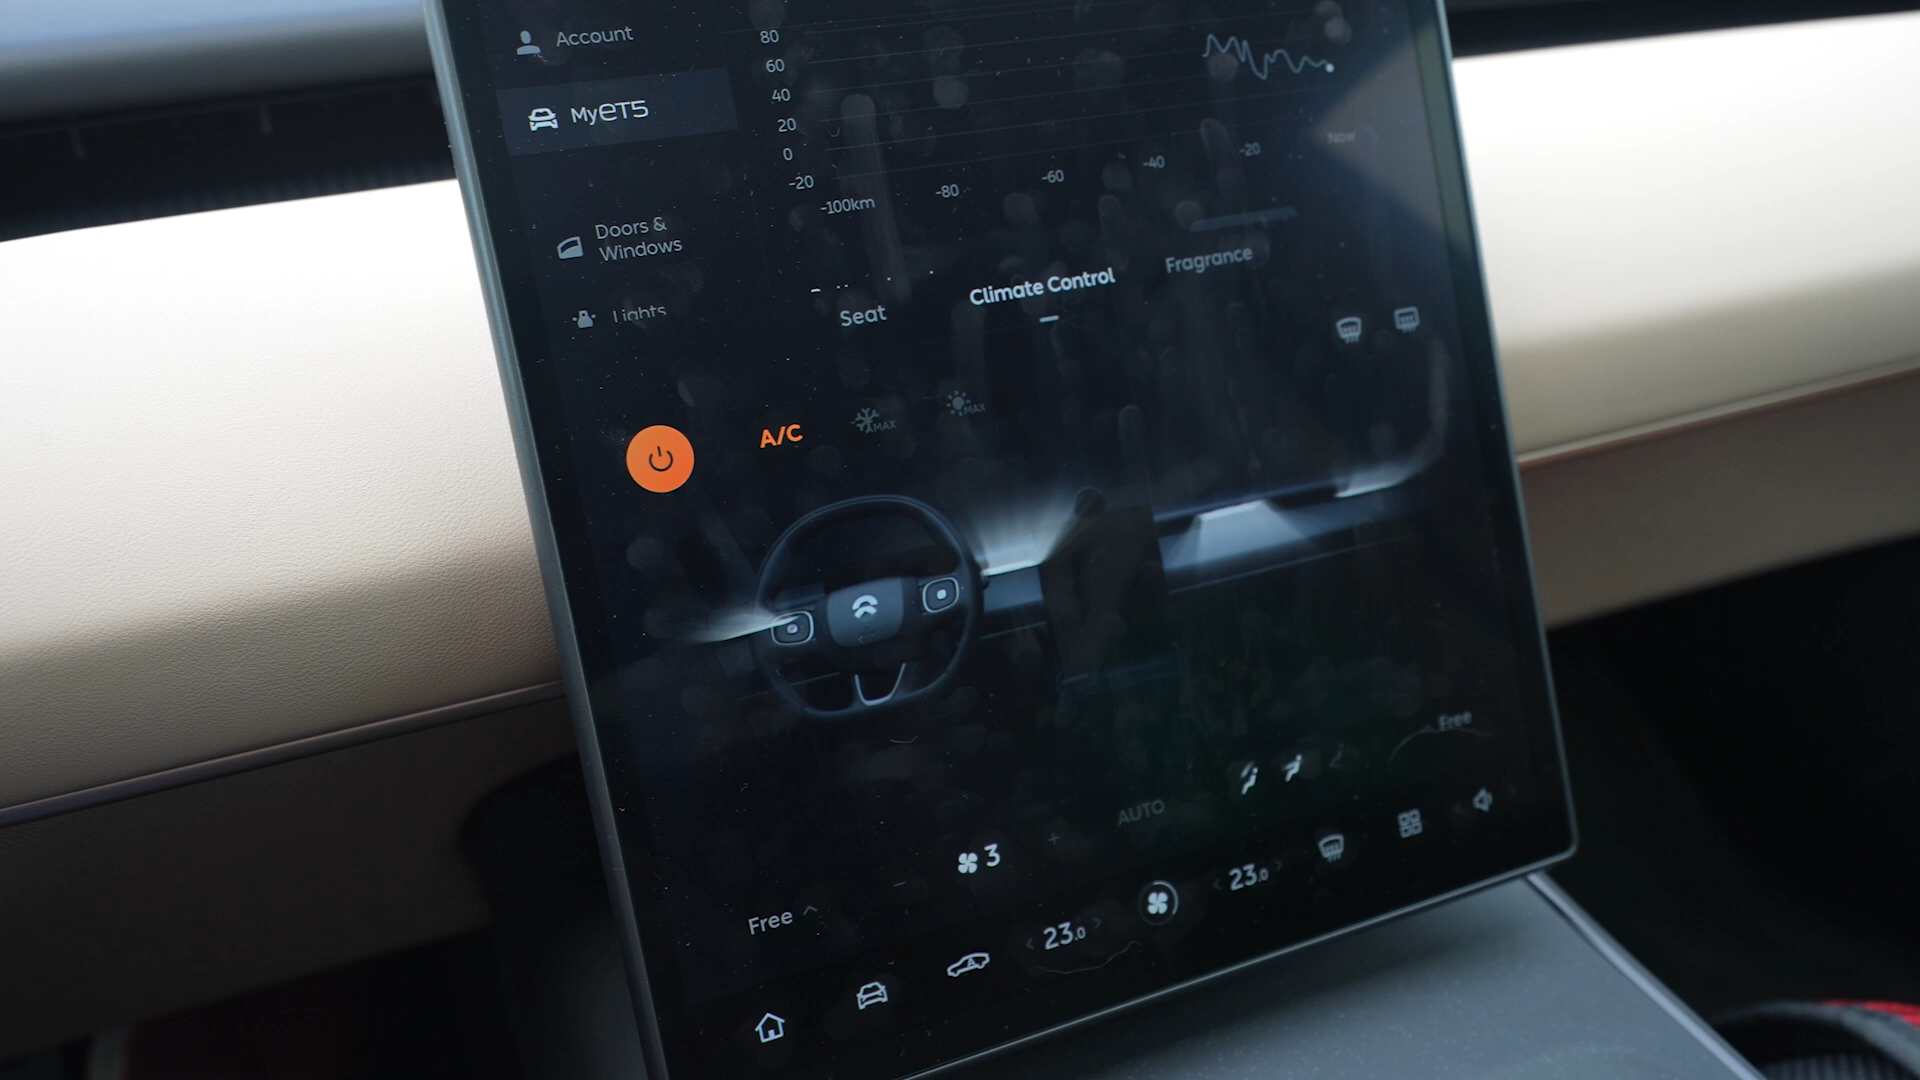 Account
80
60
40
20
0
-20
-100km
-80
-60
-40
-20
Now
MyET5
Doors &
Windows
Lights
Seat
Climate Control
Fragrance
A/C
MAX
MAX
Free
3
+
AUTO
Free
23.0
23.0